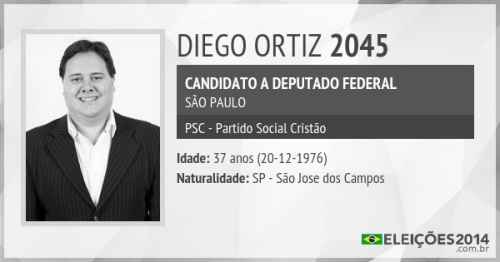 DIEGO ORTIZ 2045
CANDIDATO A DEPUTADO FEDERAL
SÃO PAULO
PSC - Partido Social Cristão
Idade: 37 anos (20-12-1976)
Naturalidade: SP - São Jose dos Campos
ELEIÇÕES2014
.com.br